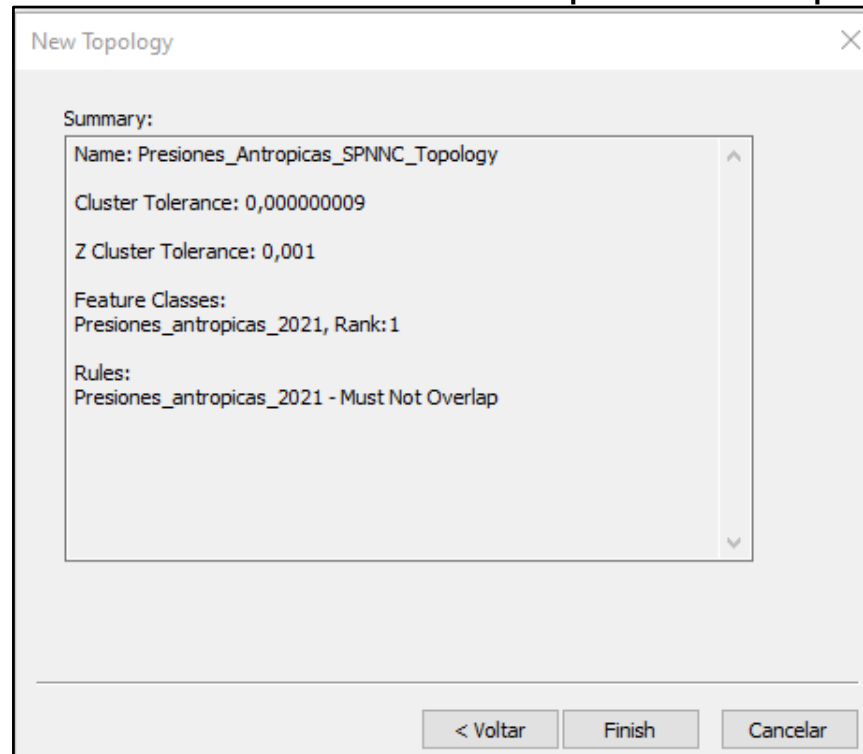 New Topology
Summary:
Name: Presiones_Antropicas_SPNNC_Topology
Cluster Tolerance: 0,000000009
Z Cluster Tolerance: 0,001
Feature Classes:
Presiones_antropicas_2021, Rank:1
Rules:
Presiones_antropicas_2021 - Must Not Overlap
< Voltar
Finish
Cancelar